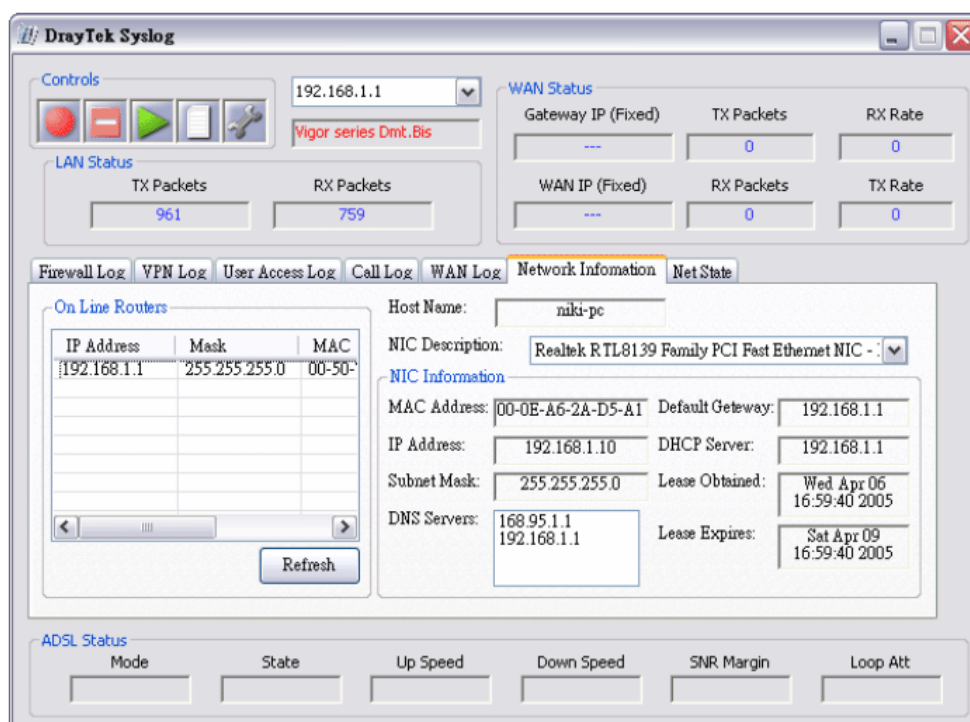 DrayTek Syslog
Controls
192.168.1.1
Vigor series Dmt.Bis
LAN Status
TX Packets RX Packets
961 759
WAN Status
Gateway IP (Fixed) TX Packets RX Rate
--- 0 0
WAN IP (Fixed) RX Packets TX Rate
--- 0 0
Firewall Log VPN Log User Access Log Call Log WAN Log Network Infomation Net State
On Line Routers
IP Address Mask MAC
192.168.1.1 255.255.255.0 00-50-
Refresh
Host Name: niki-pc
NIC Description: Realtek RTL8139 Family PCI Fast Ethernet NIC -
NIC Information
MAC Address: 00-0E-A6-2A-D5-A1 Default Geteway: 192.168.1.1
IP Address: 192.168.1.10 DHCP Server: 192.168.1.1
Subnet Mask: 255.255.255.0 Lease Obtained: Wed Apr 06
16:59:40 2005
DNS Servers: 168.95.1.1
192.168.1.1
Lease Expires: Sat Apr 09
16:59:40 2005
ADSL Status
Mode State Up Speed Down Speed SNR Margin Loop Att